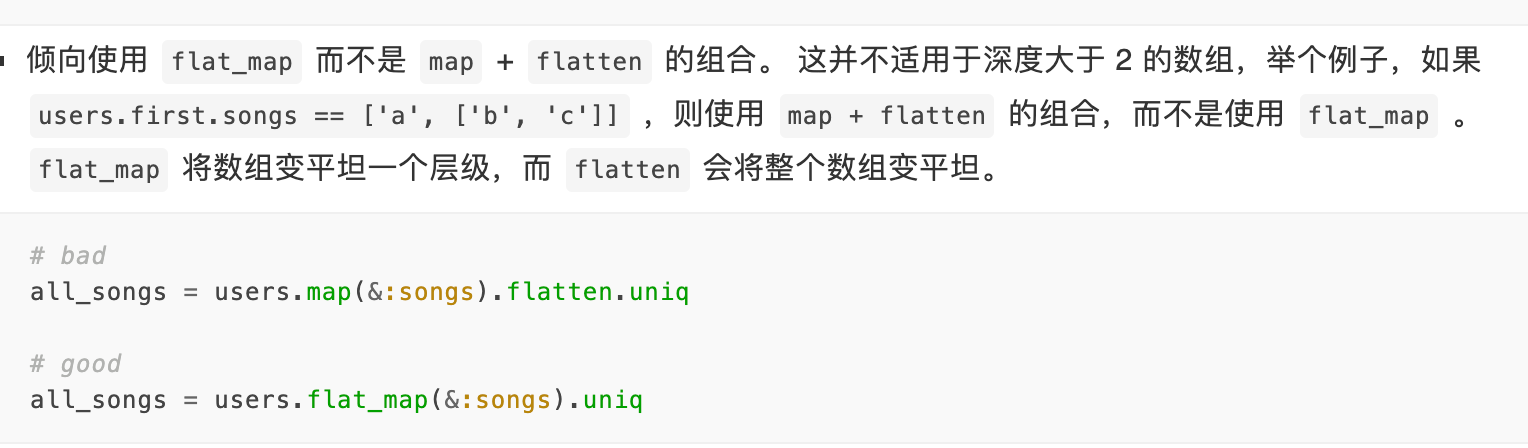 倾向使用 flat_map 而不是 map + flatten 的组合。 这并不适用于深度大于 2 的数组，举个例子，如果
users.first.songs == ['a', ['b', 'c']] ，则使用 map + flatten 的组合，而不是使用 flat_map 。
flat_map 将数组变平坦一个层级，而 flatten 会将整个数组变平坦。
# bad
all_songs = users.map(&:songs).flatten.uniq
# good
all_songs = users.flat_map(&:songs).uniq